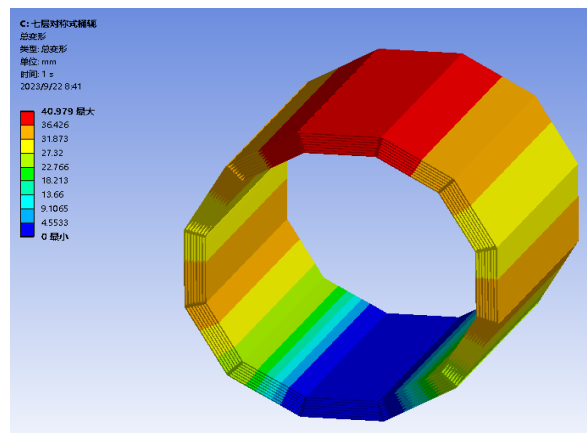 C: 七层对称式桶辊
总变形
类型: 总变形
单位: mm
时间: 1 s
2023/9/22 8:41
40.979 最大
36.426
31.873
27.32
22.766
18.213
13.66
9.1065
4.5533
0 最小